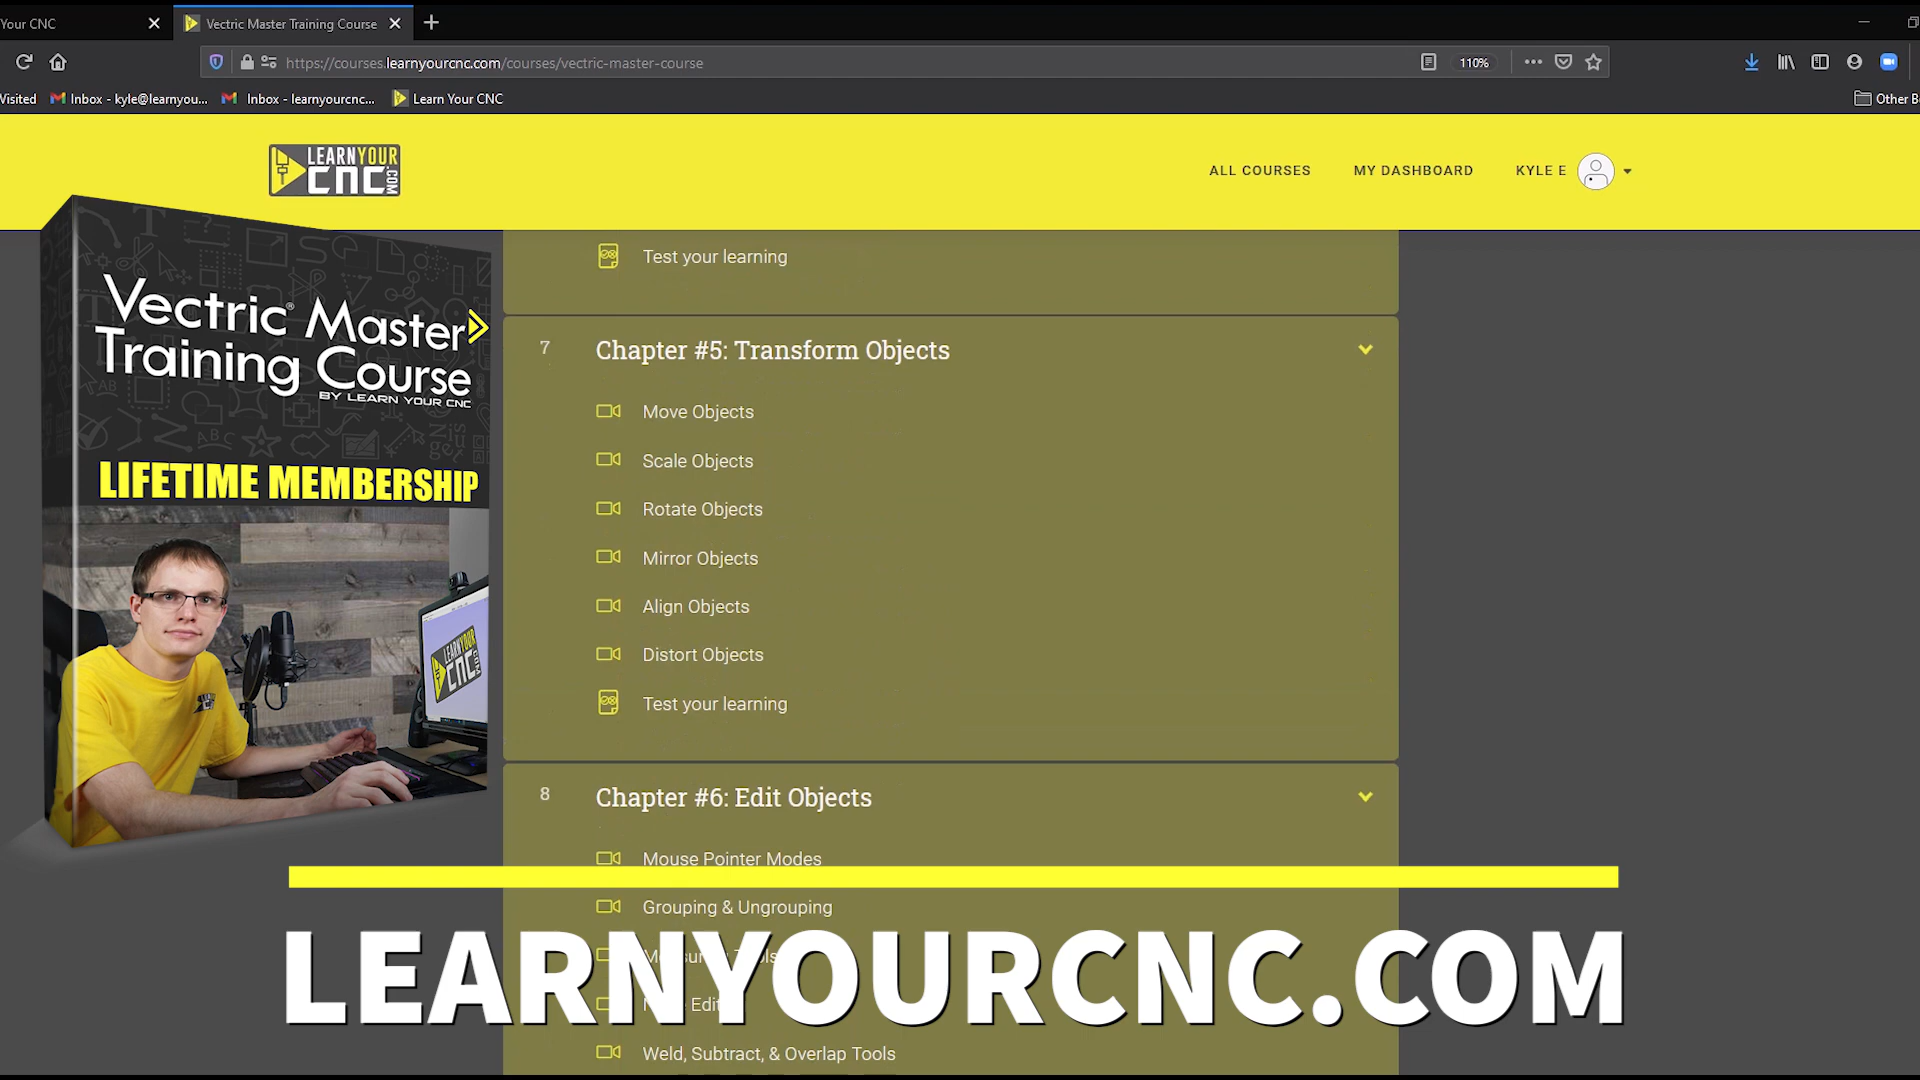 Your CNC
Vectric Master Training Course
https://courses.learnyourcnc.com/courses/vectric-master-course
110%
Visited
Inbox - kyle@learnyou...
Inbox - learnyourcnc...
Learn Your CNC
Other B
LEARNYOUR
CNC.COM
ALL COURSES
MY DASHBOARD
KYLE E
Vectric® Master
Training Course
BY LEARN YOUR CNC
LIFETIME MEMBERSHIP
LEARNYOUR
CNC.COM
Test your learning
7
Chapter #5: Transform Objects
Move Objects
Scale Objects
Rotate Objects
Mirror Objects
Align Objects
Distort Objects
Test your learning
8
Chapter #6: Edit Objects
Mouse Pointer Modes
Grouping & Ungrouping
LEARNYOURCNC.COM
Weld, Subtract, & Overlap Tools